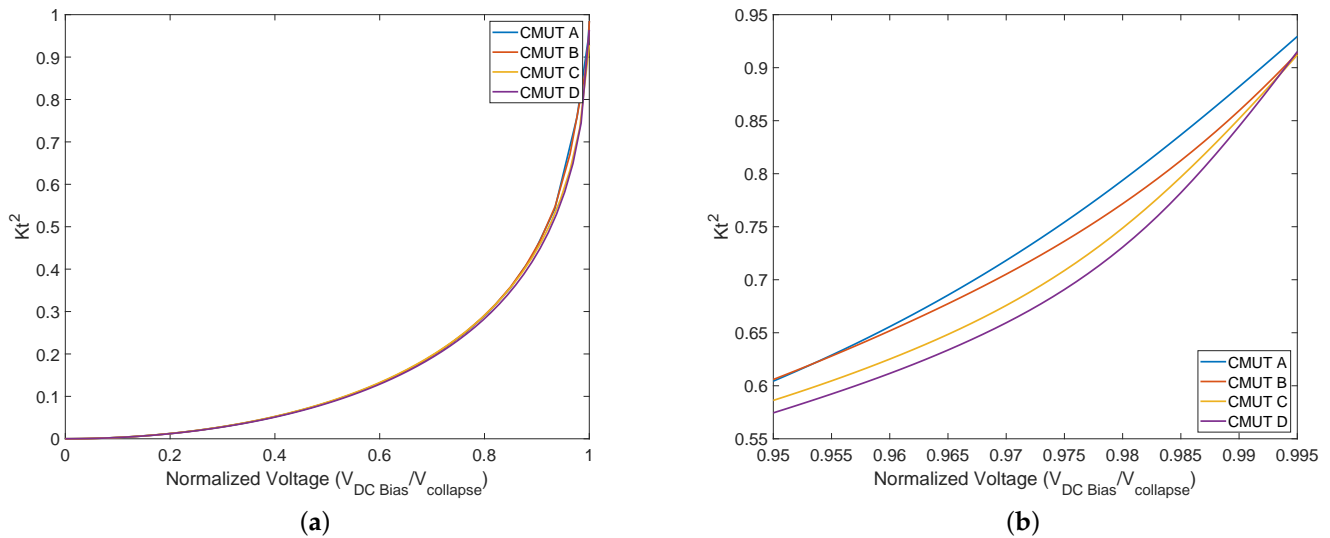 1
0.9
0.8
0.7
0.6
0.5
0.4
0.3
0.2
0.1
0
Kt²
0 0.2 0.4 0.6 0.8 1
Normalized Voltage (V_DC Bias/V_collapse)
CMUT A
CMUT B
CMUT C
CMUT D
(a)
0.95
0.9
0.85
0.8
0.75
0.7
0.65
0.6
0.55
Kt²
0.95 0.955 0.96 0.965 0.97 0.975 0.98 0.985 0.99 0.995
Normalized Voltage (V_DC Bias/V_collapse)
CMUT A
CMUT B
CMUT C
CMUT D
(b)